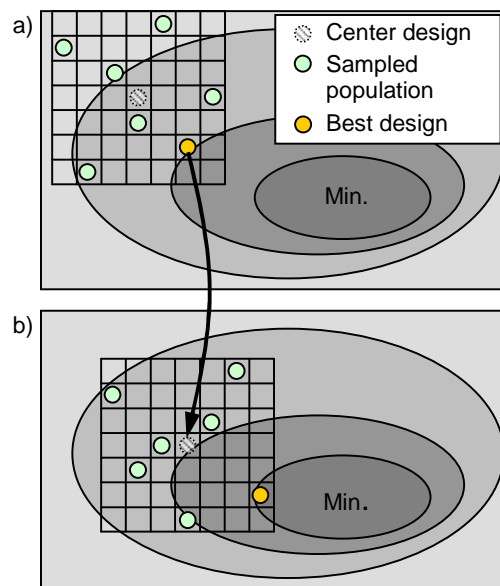 a)
Center design
Sampled
population
Best design
Min.
b)
Min.